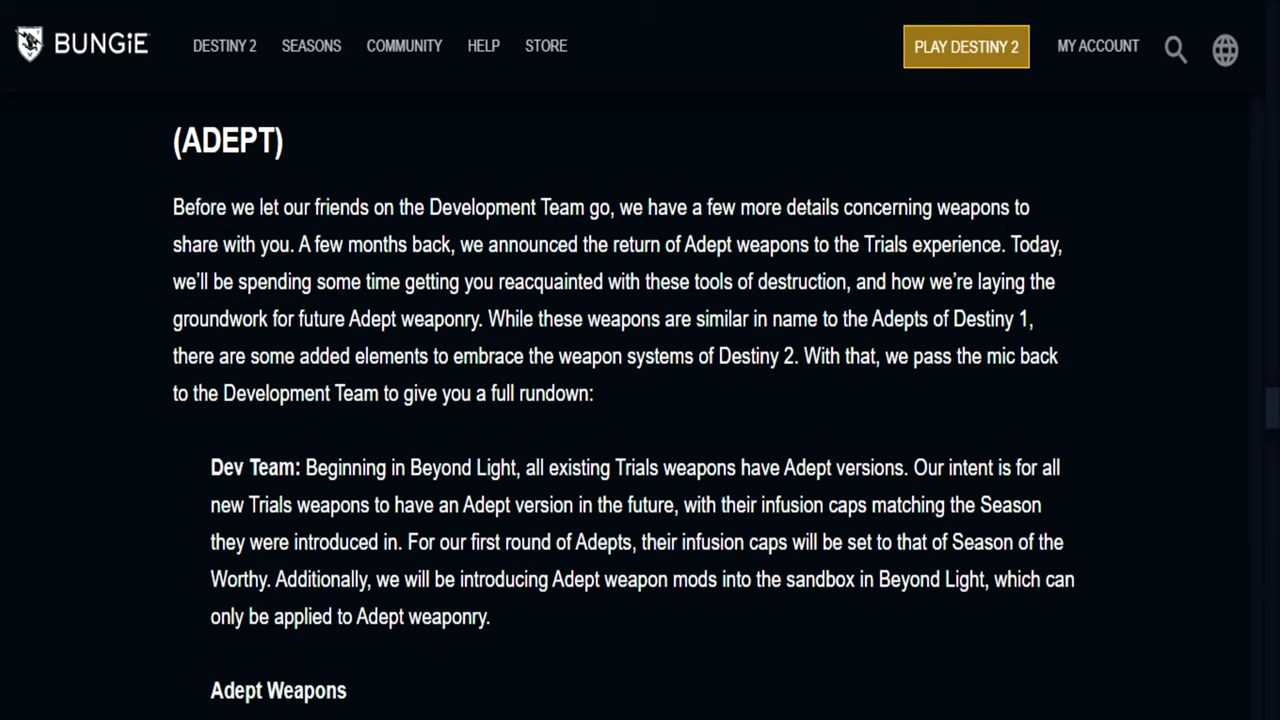 BUNGiE DESTINY 2 SEASONS COMMUNITY HELP STORE PLAY DESTINY 2 MY ACCOUNT
(ADEPT)
Before we let our friends on the Development Team go, we have a few more details concerning weapons to
share with you. A few months back, we announced the return of Adept weapons to the Trials experience. Today,
we’ll be spending some time getting you reacquainted with these tools of destruction, and how we’re laying the
groundwork for future Adept weaponry. While these weapons are similar in name to the Adepts of Destiny 1,
there are some added elements to embrace the weapon systems of Destiny 2. With that, we pass the mic back
to the Development Team to give you a full rundown:
Dev Team: Beginning in Beyond Light, all existing Trials weapons have Adept versions. Our intent is for all
new Trials weapons to have an Adept version in the future, with their infusion caps matching the Season
they were introduced in. For our first round of Adepts, their infusion caps will be set to that of Season of the
Worthy. Additionally, we will be introducing Adept weapon mods into the sandbox in Beyond Light, which can
only be applied to Adept weaponry.
Adept Weapons